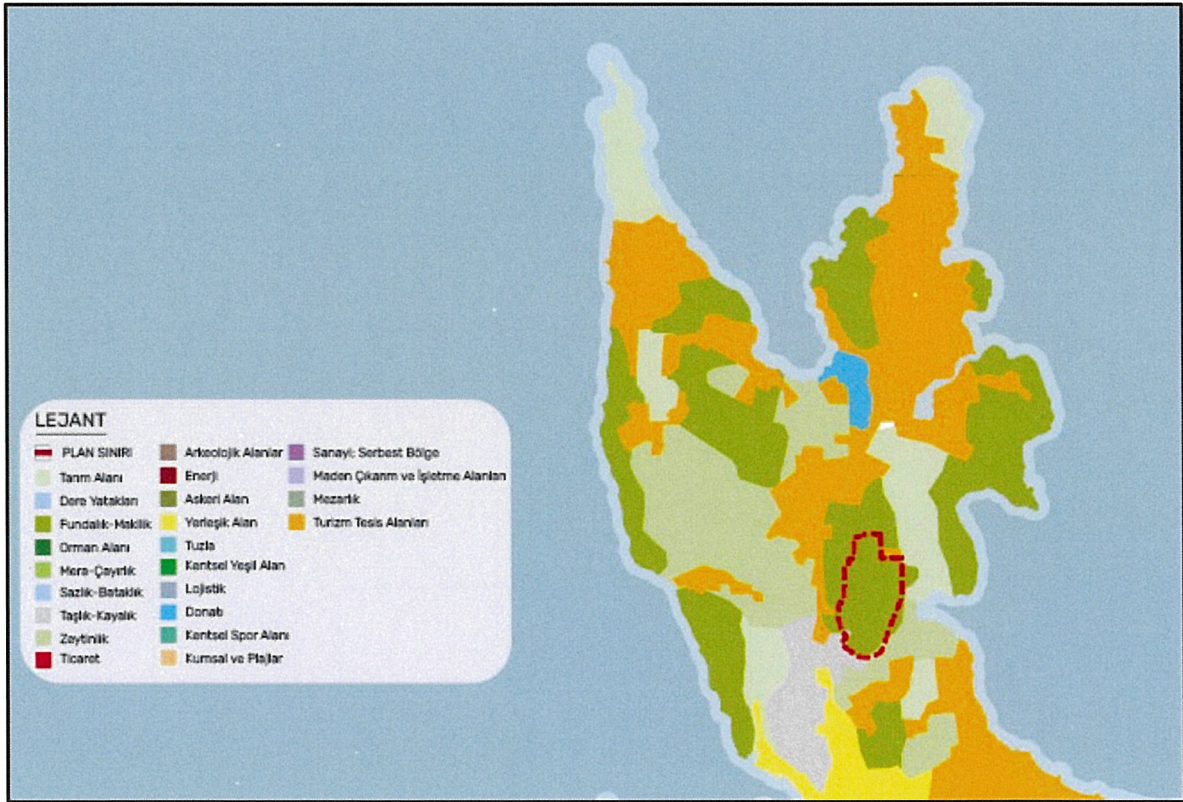 LEJANT
PLAN SINIRI
Tarım Alanı
Dere Yatakları
Fundalık-Makilik
Orman Alanı
Mera-Çayırlık
Sazlık-Bataklık
Taşlık-Kayalık
Zeytinlik
Ticaret
Arkeolojik Alanlar
Enerji
Askeri Alan
Yerleşik Alan
Tuzla
Kentsel Yeşil Alan
Lojistik
Donatı
Kentsel Spor Alanı
Kumsal ve Plajlar
Sanayi; Serbest Bölge
Maden Çıkarım ve İşletme Alanları
Mezarlık
Turizm Tesis Alanları